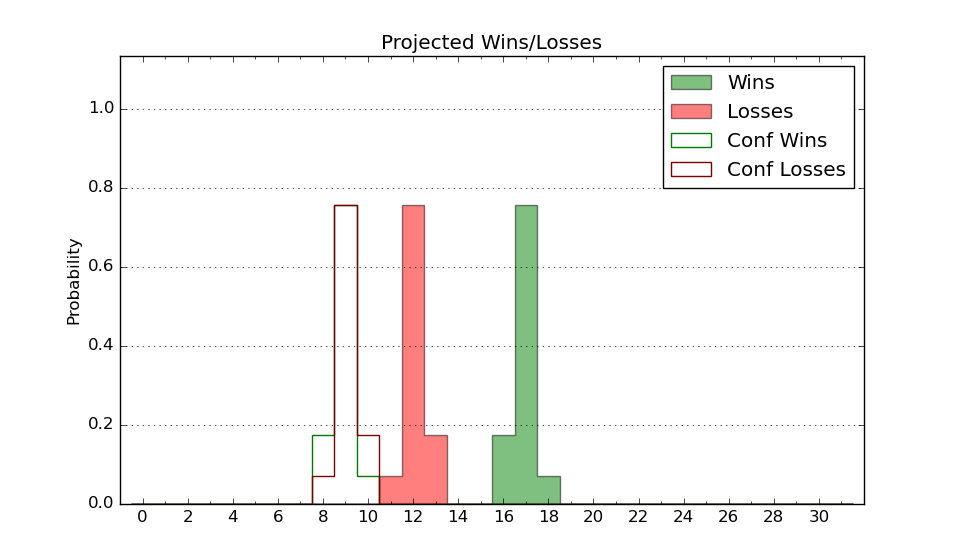 Projected Wins/Losses
Wins
Losses
Conf Wins
Conf Losses
Probability
1.0
0.8
0.6
0.4
0.2
0.0
0 2 4 6 8 10 12 14 16 18 20 22 24 26 28 30